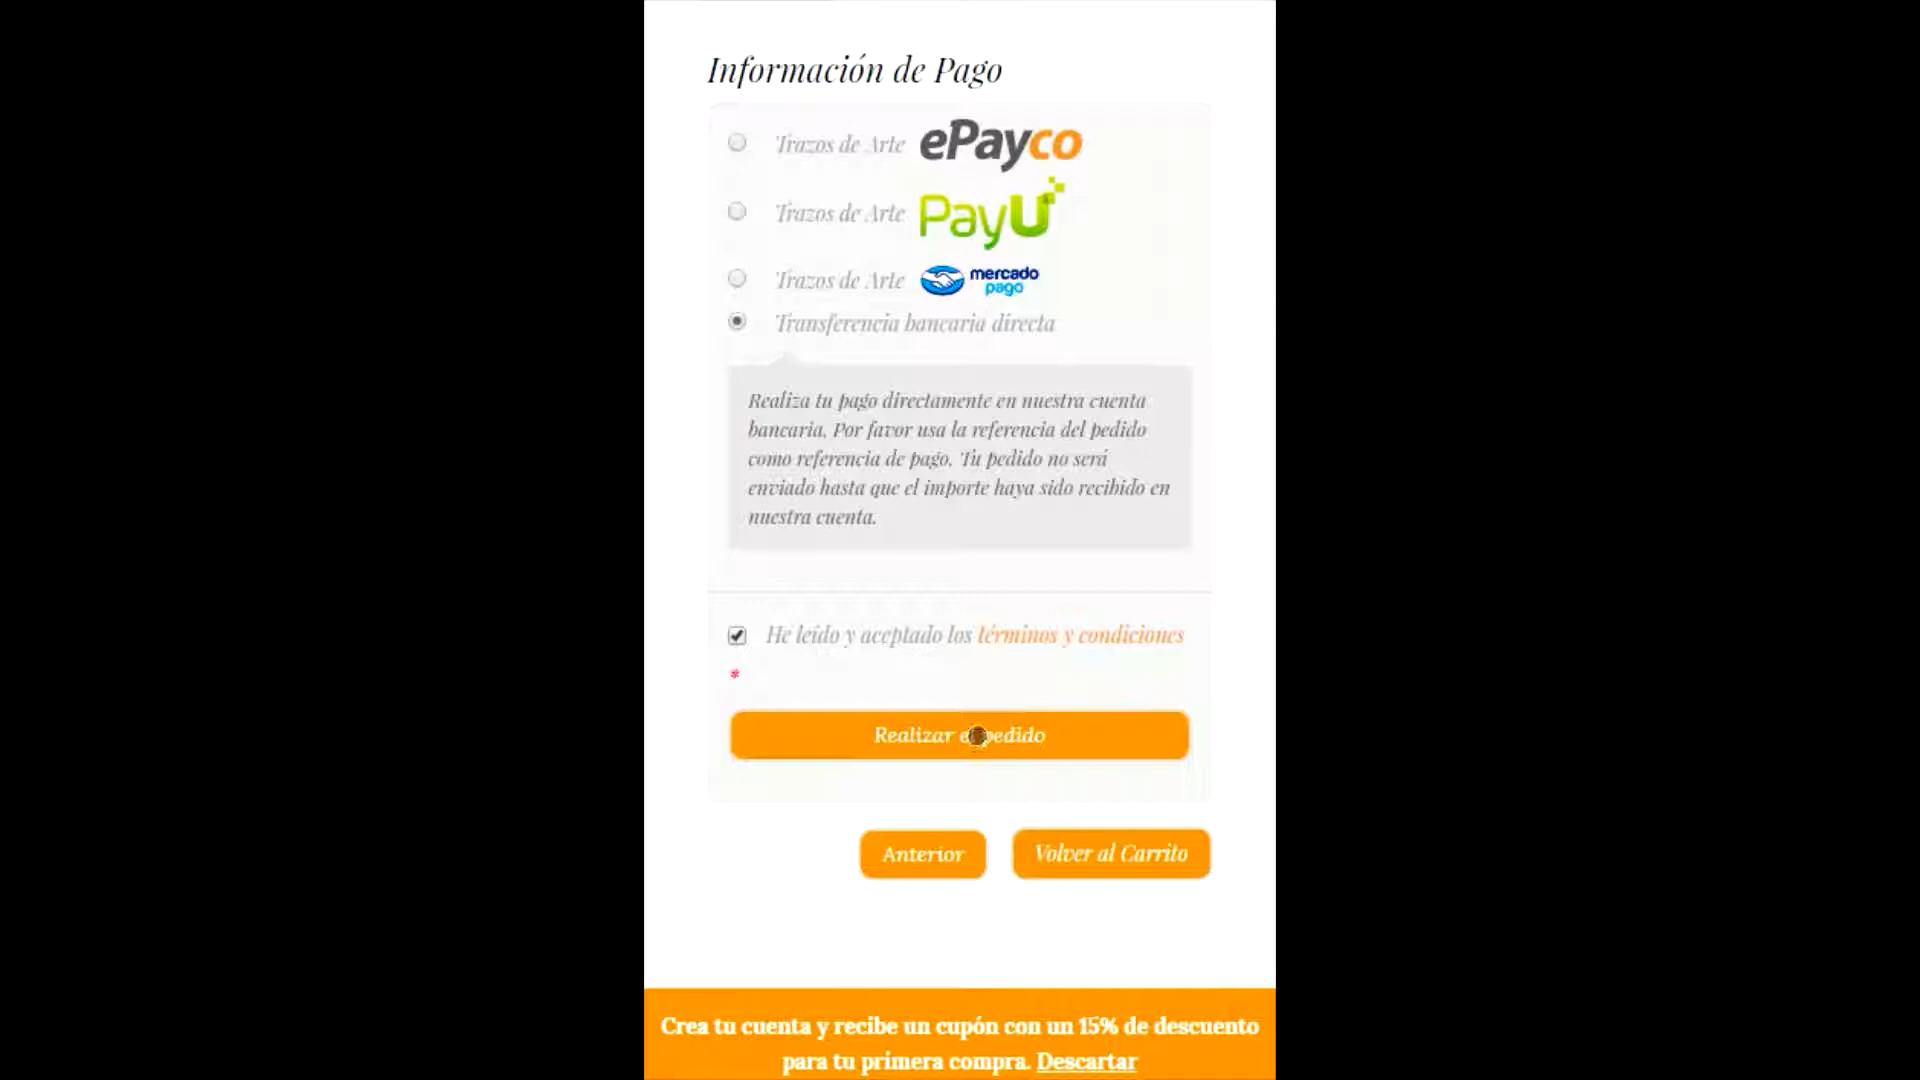 Información de Pago
Trazos de Arte ePayco
Trazos de Arte PayU
Trazos de Arte mercado pago
Transferencia bancaria directa
Realiza tu pago directamente en nuestra cuenta
bancaria. Por favor usa la referencia del pedido
como referencia de pago. Tu pedido no será
enviado hasta que el importe haya sido recibido en
nuestra cuenta.
He leído y aceptado los términos y condiciones
*
Realizar el pedido
Anterior
Volver al Carrito
Crea tu cuenta y recibe un cupón con un 15% de descuento
para tu primera compra. Descartar